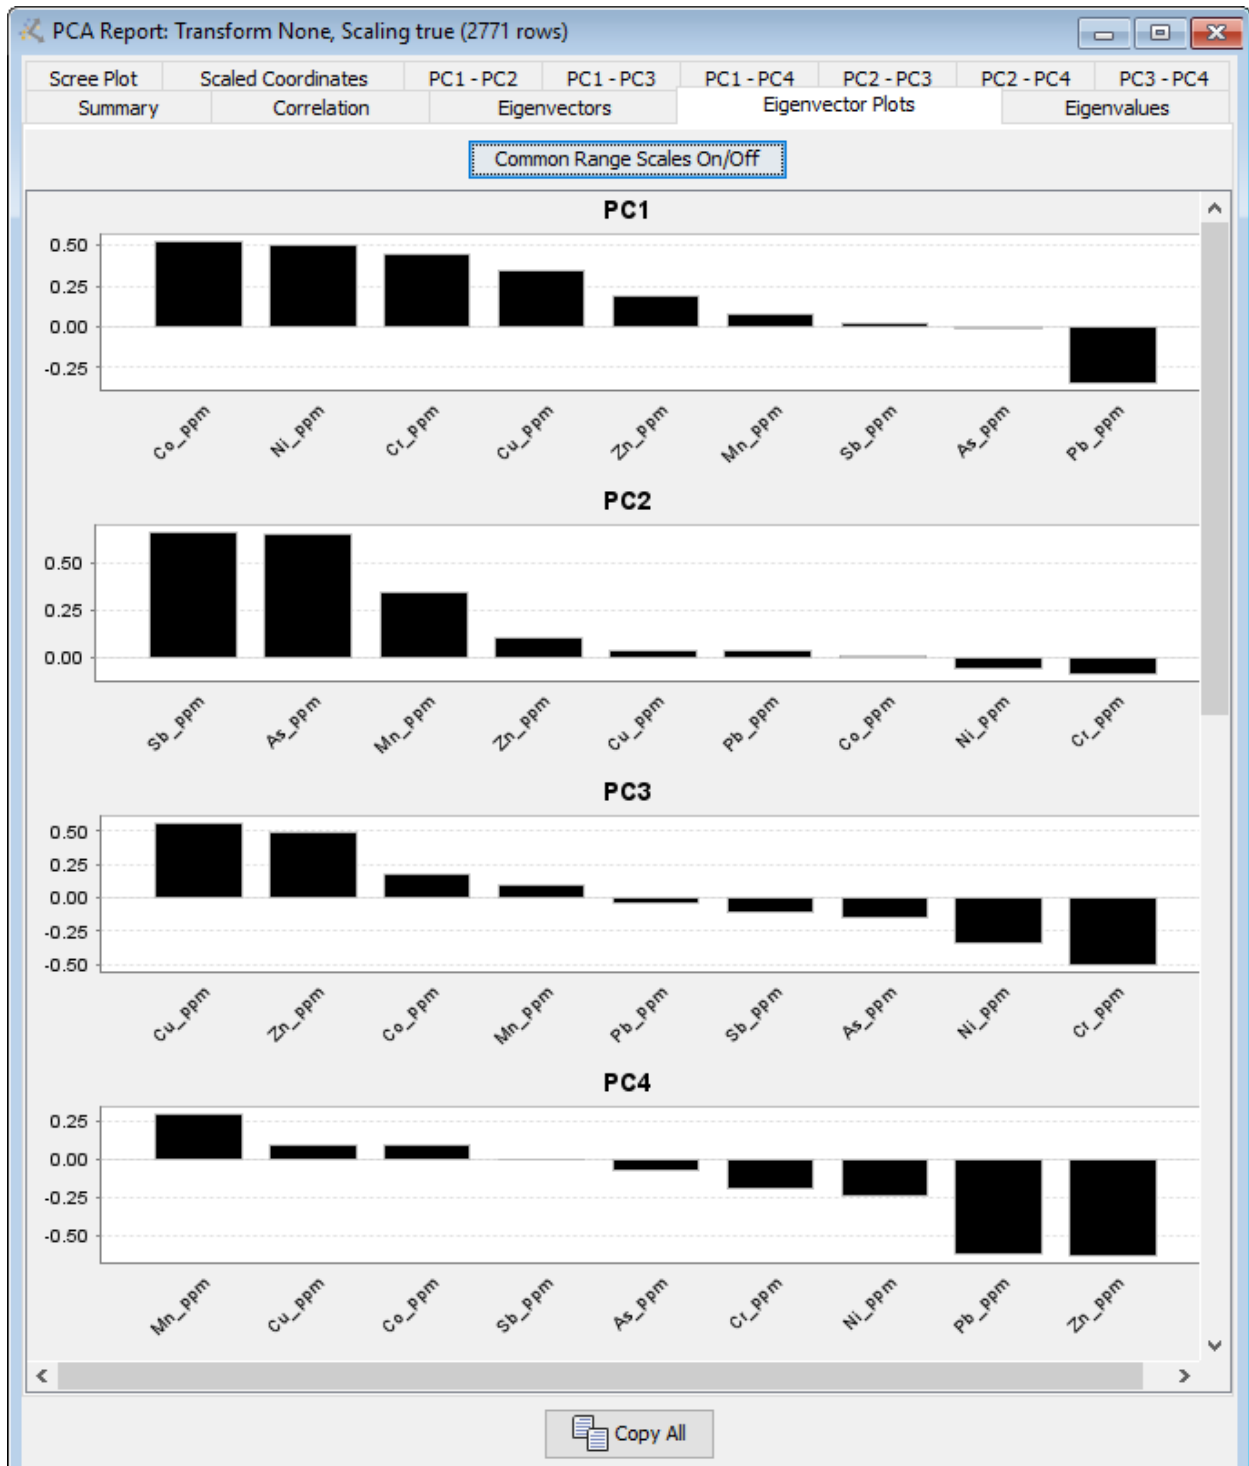 PCA Report: Transform None, Scaling true (2771 rows)
Scree Plot Scaled Coordinates PC1 - PC2 PC1 - PC3 PC1 - PC4 PC2 - PC3 PC2 - PC4 PC3 - PC4
Summary Correlation Eigenvectors Eigenvector Plots Eigenvalues
Common Range Scales On/Off
PC1
0.50
0.25
0.00
-0.25
Co_ppm Ni_ppm Cr_ppm Cu_ppm Zn_ppm Mn_ppm Sb_ppm As_ppm Pb_ppm
PC2
0.50
0.25
0.00
Sb_ppm As_ppm Mn_ppm Zn_ppm Cu_ppm Pb_ppm Co_ppm Ni_ppm Cr_ppm
PC3
0.50
0.25
0.00
-0.25
-0.50
Cu_ppm Zn_ppm Co_ppm Mn_ppm Pb_ppm Sb_ppm As_ppm Ni_ppm Cr_ppm
PC4
0.25
0.00
-0.25
-0.50
Mn_ppm Cu_ppm Co_ppm Sb_ppm As_ppm Cr_ppm Ni_ppm Pb_ppm Zn_ppm
Copy All